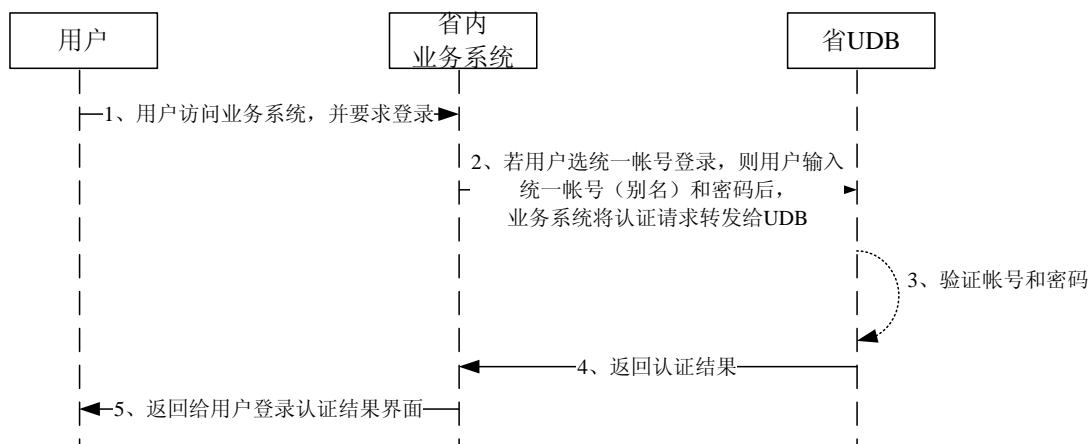 用户
省内
业务系统
省UDB
1、用户访问业务系统，并要求登录
2、若用户选统一帐号登录，则用户输入
统一帐号（别名）和密码后，
业务系统将认证请求转发给UDB
3、验证帐号和密码
4、返回认证结果
5、返回给用户登录认证结果界面